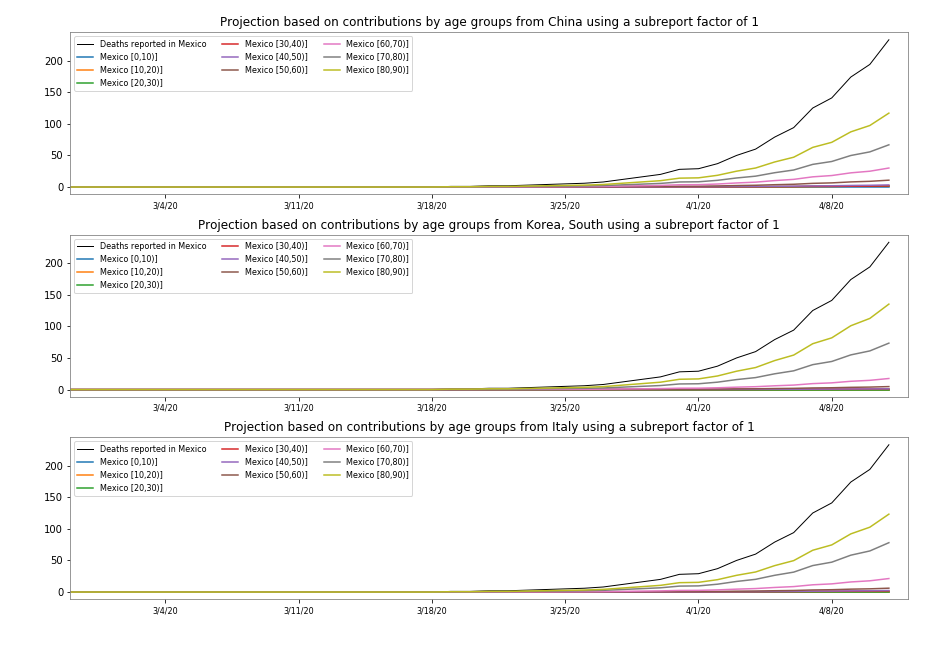 Projection based on contributions by age groups from China using a subreport factor of 1
Deaths reported in Mexico Mexico [30,40)] Mexico [60,70)]
Mexico [0,10)] Mexico [40,50)] Mexico [70,80)]
Mexico [10,20)] Mexico [50,60)] Mexico [80,90)]
Mexico [20,30)]
200
150
100
50
0
3/4/20 3/11/20 3/18/20 3/25/20 4/1/20 4/8/20
Projection based on contributions by age groups from Korea, South using a subreport factor of 1
Deaths reported in Mexico Mexico [30,40)] Mexico [60,70)]
Mexico [0,10)] Mexico [40,50)] Mexico [70,80)]
Mexico [10,20)] Mexico [50,60)] Mexico [80,90)]
Mexico [20,30)]
200
150
100
50
0
3/4/20 3/11/20 3/18/20 3/25/20 4/1/20 4/8/20
Projection based on contributions by age groups from Italy using a subreport factor of 1
Deaths reported in Mexico Mexico [30,40)] Mexico [60,70)]
Mexico [0,10)] Mexico [40,50)] Mexico [70,80)]
Mexico [10,20)] Mexico [50,60)] Mexico [80,90)]
Mexico [20,30)]
200
150
100
50
0
3/4/20 3/11/20 3/18/20 3/25/20 4/1/20 4/8/20